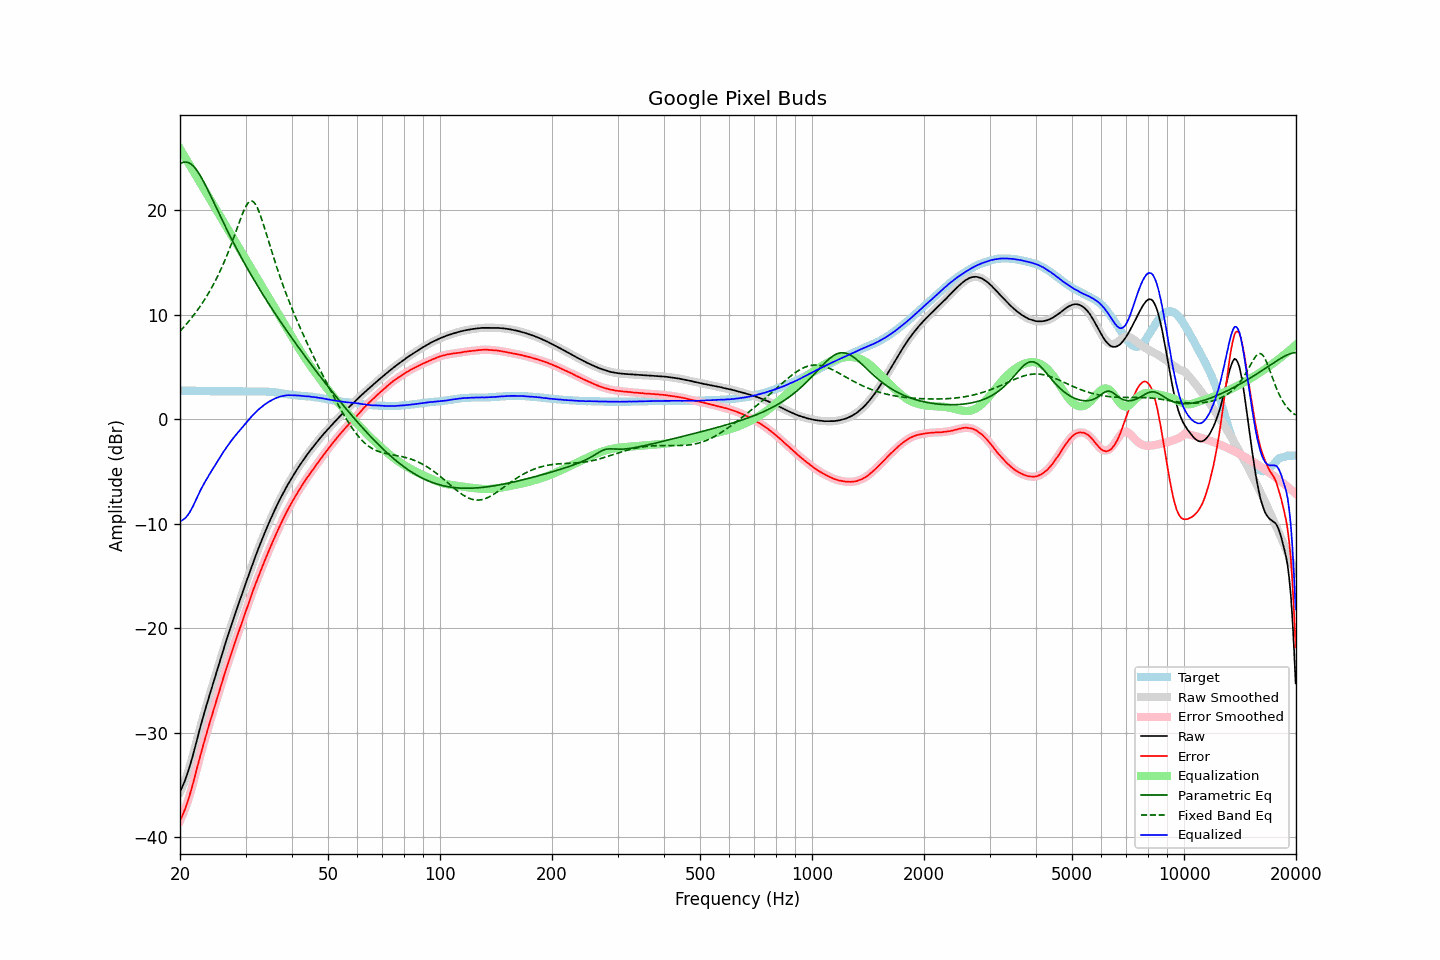 Google Pixel Buds
Amplitude (dBr)
20
10
0
−10
−20
−30
−40
20
50
100
200
500
1000
2000
5000
10000
20000
Frequency (Hz)
Target
Raw Smoothed
Error Smoothed
Raw
Error
Equalization
Parametric Eq
Fixed Band Eq
Equalized